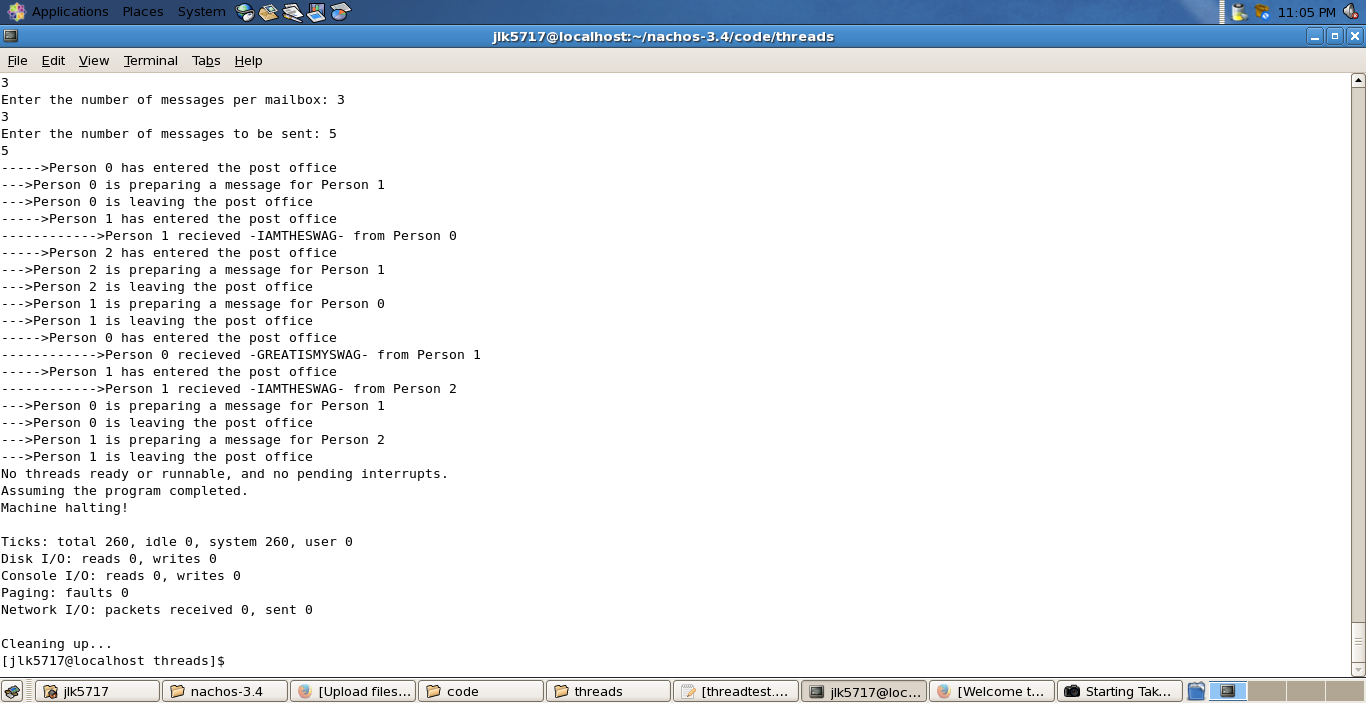 Applications Places System 11:05 PM
jlk5717@localhost:~/nachos-3.4/code/threads
File Edit View Terminal Tabs Help
3
Enter the number of messages per mailbox: 3
3
Enter the number of messages to be sent: 5
5
----->Person 0 has entered the post office
--->Person 0 is preparing a message for Person 1
--->Person 0 is leaving the post office
----->Person 1 has entered the post office
------------>Person 1 recieved -IAMTHESWAG- from Person 0
----->Person 2 has entered the post office
--->Person 2 is preparing a message for Person 1
--->Person 2 is leaving the post office
--->Person 1 is preparing a message for Person 0
--->Person 1 is leaving the post office
----->Person 0 has entered the post office
------------>Person 0 recieved -GREATISMYSWAG- from Person 1
----->Person 1 has entered the post office
------------>Person 1 recieved -IAMTHESWAG- from Person 2
--->Person 0 is preparing a message for Person 1
--->Person 0 is leaving the post office
--->Person 1 is preparing a message for Person 2
--->Person 1 is leaving the post office
No threads ready or runnable, and no pending interrupts.
Assuming the program completed.
Machine halting!
Ticks: total 260, idle 0, system 260, user 0
Disk I/O: reads 0, writes 0
Console I/O: reads 0, writes 0
Paging: faults 0
Network I/O: packets received 0, sent 0
Cleaning up...
[jlk5717@localhost threads]$
jlk5717 nachos-3.4 [Upload files... code threads [threadtest.... jlk5717@loc... [Welcome t... Starting Tak...